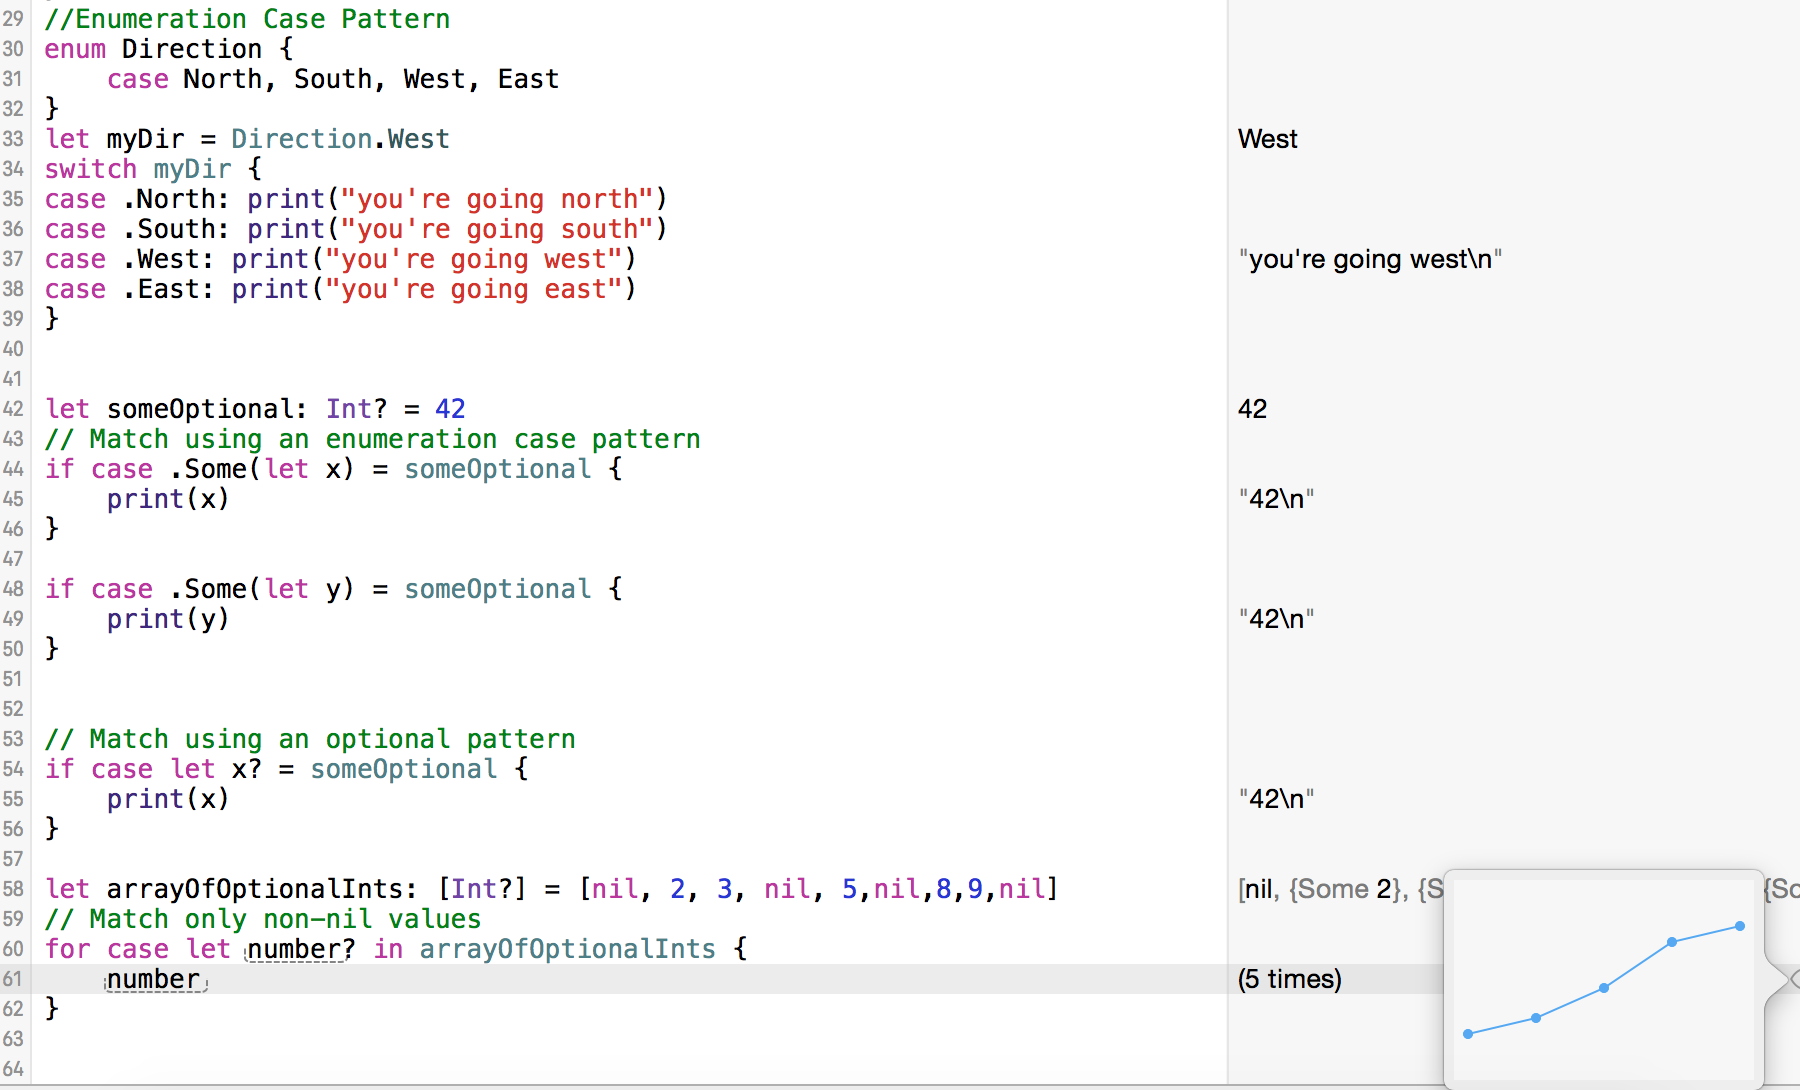 29 //Enumeration Case Pattern
30 enum Direction {
31     case North, South, West, East
32 }
33 let myDir = Direction.West West
34 switch myDir {
35 case .North: print("you're going north")
36 case .South: print("you're going south")
37 case .West: print("you're going west") "you're going west\n"
38 case .East: print("you're going east")
39 }
40
41
42 let someOptional: Int? = 42 42
43 // Match using an enumeration case pattern
44 if case .Some(let x) = someOptional {
45     print(x) "42\n"
46 }
47
48 if case .Some(let y) = someOptional {
49     print(y) "42\n"
50 }
51
52
53 // Match using an optional pattern
54 if case let x? = someOptional {
55     print(x) "42\n"
56 }
57
58 let arrayOfOptionalInts: [Int?] = [nil, 2, 3, nil, 5,nil,8,9,nil] [nil, {Some 2}, {S {So
59 // Match only non-nil values
60 for case let number? in arrayOfOptionalInts {
61     number (5 times)
62 }
63
64